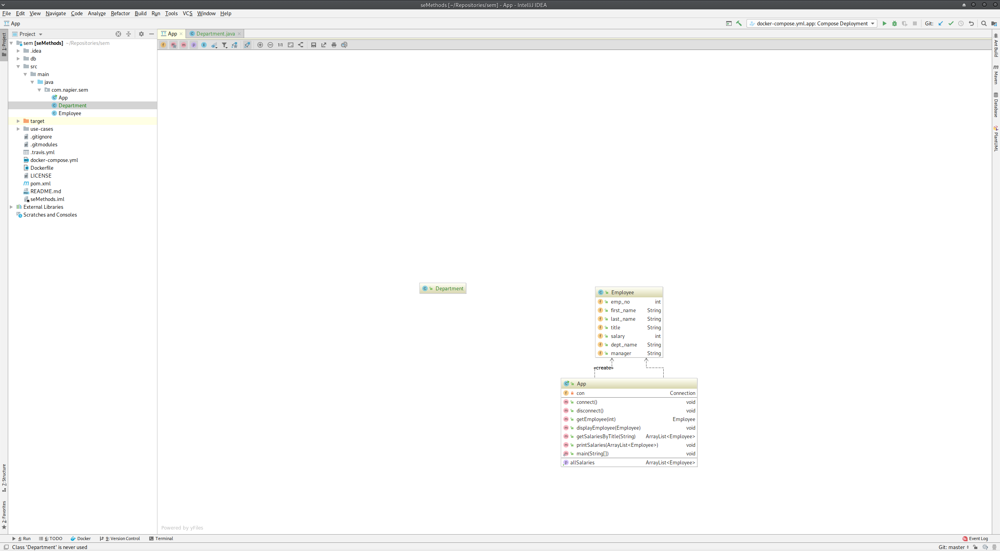 seMethods [~/Repositories/sem] - App - IntelliJ IDEA
File Edit View Navigate Code Analyze Refactor Build Run Tools VCS Window Help
App
docker-compose.yml.app: Compose Deployment
Git:
1: Project
Project
App
Department.java
1:1
sem [seMethods] ~/Repositories/sem
.idea
db
src
main
java
com.napier.sem
App
Department
Employee
target
use-cases
.gitignore
.gitmodules
.travis.yml
docker-compose.yml
Dockerfile
LICENSE
pom.xml
README.md
seMethods.iml
External Libraries
Scratches and Consoles
Department
Employee
emp_no int
first_name String
last_name String
title String
salary int
dept_name String
manager String
«create»
App
con Connection
connect() void
disconnect() void
getEmployee(int) Employee
displayEmployee(Employee) void
getSalariesByTitle(String) ArrayList<Employee>
printSalaries(ArrayList<Employee>) void
main(String[]) void
allSalaries ArrayList<Employee>
Powered by yFiles
Ant Build
Maven
Database
PlantUML
7: Structure
2: Favorites
4: Run 6: TODO Docker 9: Version Control Terminal
9+ Event Log
Class 'Department' is never used
Git: master